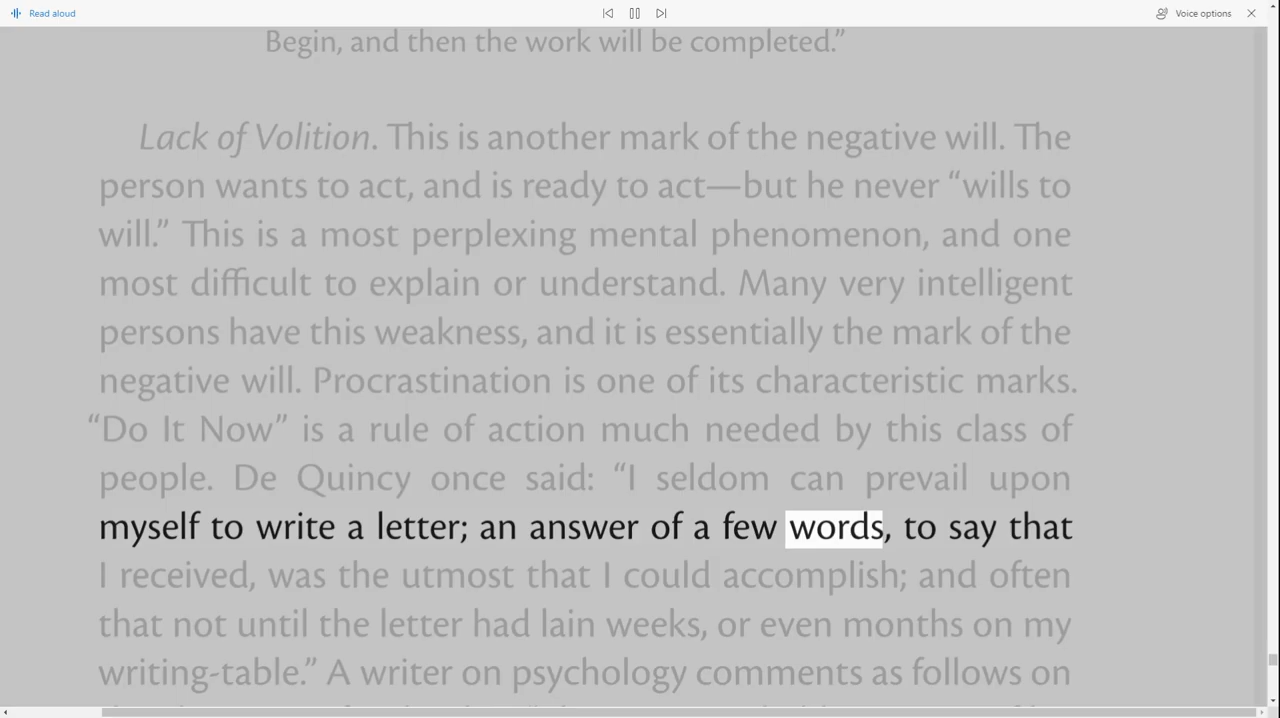 Read aloud
Voice options
Begin, and then the work will be completed.”
Lack of Volition. This is another mark of the negative will. The
person wants to act, and is ready to act—but he never “wills to
will.” This is a most perplexing mental phenomenon, and one
most difficult to explain or understand. Many very intelligent
persons have this weakness, and it is essentially the mark of the
negative will. Procrastination is one of its characteristic marks.
“Do It Now” is a rule of action much needed by this class of
people. De Quincy once said: “I seldom can prevail upon
myself to write a letter; an answer of a few words, to say that
I received, was the utmost that I could accomplish; and often
that not until the letter had lain weeks, or even months on my
writing-table.” A writer on psychology comments as follows on